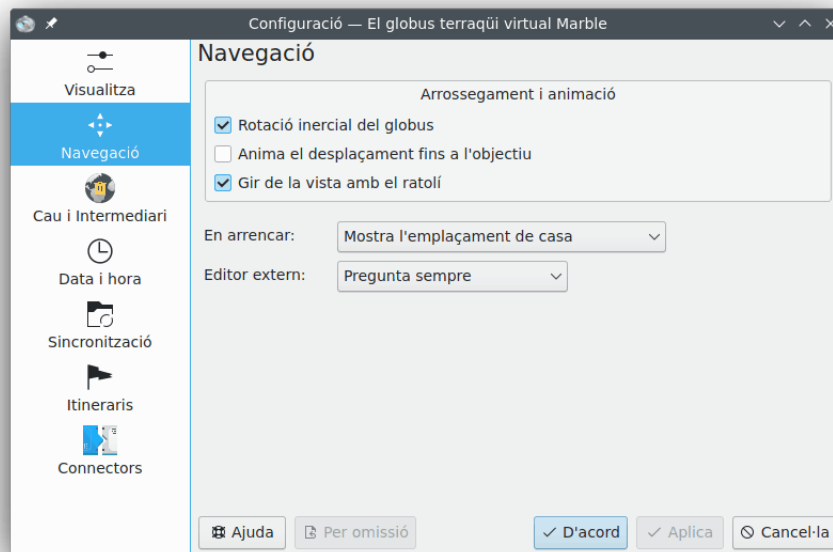 Configuració — El globus terraqüi virtual Marble
Visualitza
Navegació
Cau i Intermediari
Data i hora
Sincronització
Itineraris
Connectors
Navegació
Arrossegament i animació
Rotació inercial del globus
Anima el desplaçament fins a l'objectiu
Gir de la vista amb el ratolí
En arrencar: Mostra l'emplaçament de casa
Editor extern: Pregunta sempre
Ajuda Per omissió D'acord Aplica Cancel·la